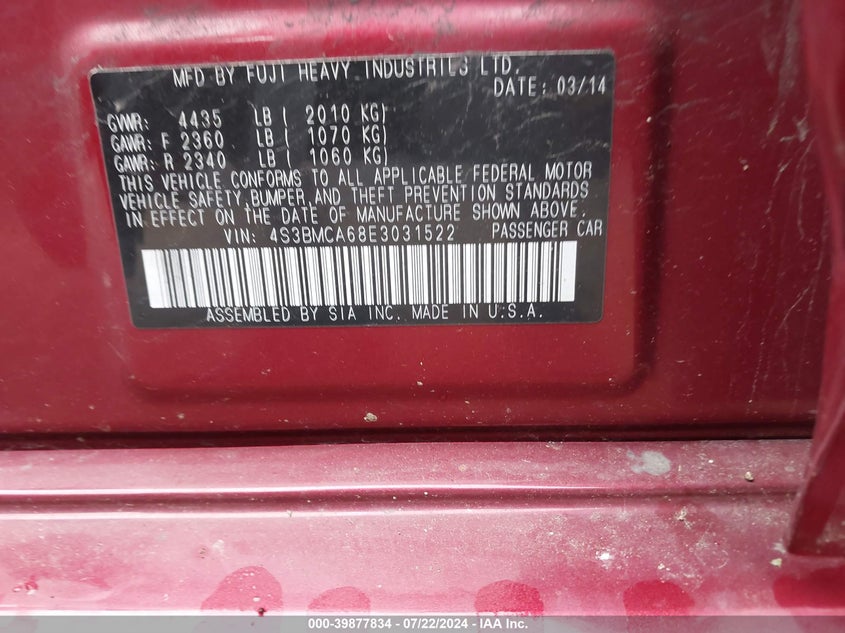 MFD BY FUJI HEAVY INDUSTRIES LTD.
DATE: 03/14
GVWR: 4435 LB ( 2010 KG)
GAWR: F 2360 LB ( 1070 KG)
GAWR: R 2340 LB ( 1060 KG)
THIS VEHICLE CONFORMS TO ALL APPLICABLE FEDERAL MOTOR
VEHICLE SAFETY, BUMPER, AND THEFT PREVENTION STANDARDS
IN EFFECT ON THE DATE OF MANUFACTURE SHOWN ABOVE.
VIN: 4S3BMCA68E3031522 PASSENGER CAR
ASSEMBLED BY SIA INC. MADE IN U.S.A.
000-39877834 - 07/22/2024 - IAA Inc.